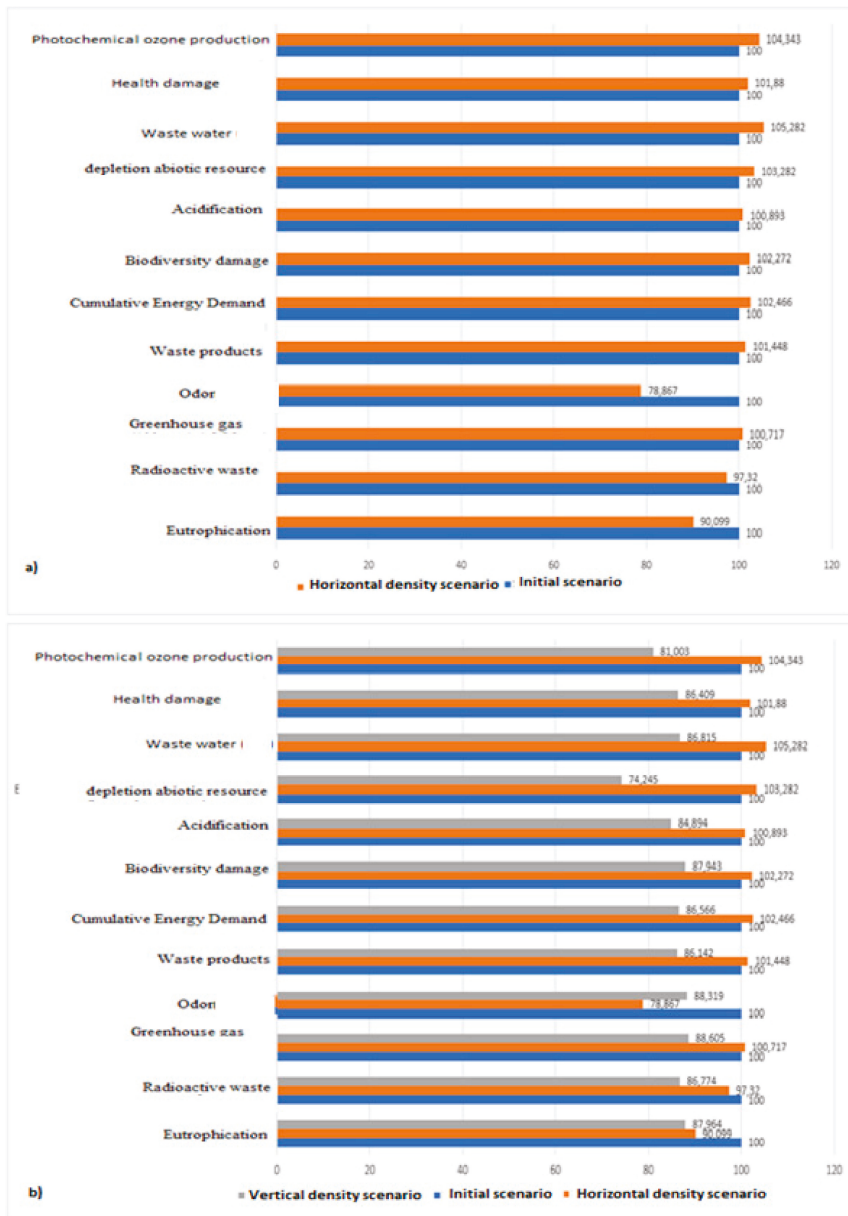 Photochemical ozone production
104,343
100
Health damage
101,88
100
Waste water
105,282
100
depletion abiotic resource
103,282
100
Acidification
100,893
100
Biodiversity damage
102,272
100
Cumulative Energy Demand
102,466
100
Waste products
101,448
100
Odor
78,867
100
Greenhouse gas
100,717
100
Radioactive waste
97,32
100
Eutrophication
90,099
100
0 20 40 60 80 100 120
a)
Horizontal density scenario Initial scenario
Photochemical ozone production
81,003
104,343
100
Health damage
86,409
101,88
100
Waste water
86,815
105,282
100
depletion abiotic resource
74,245
103,282
100
Acidification
84,894
100,893
100
Biodiversity damage
87,943
102,272
100
Cumulative Energy Demand
86,566
102,466
100
Waste products
86,142
101,448
100
Odor
88,319
78,867
100
Greenhouse gas
88,605
100,717
100
Radioactive waste
86,774
97,32
100
Eutrophication
87,964
90,099
100
0 20 40 60 80 100 120
b)
Vertical density scenario Initial scenario Horizontal density scenario